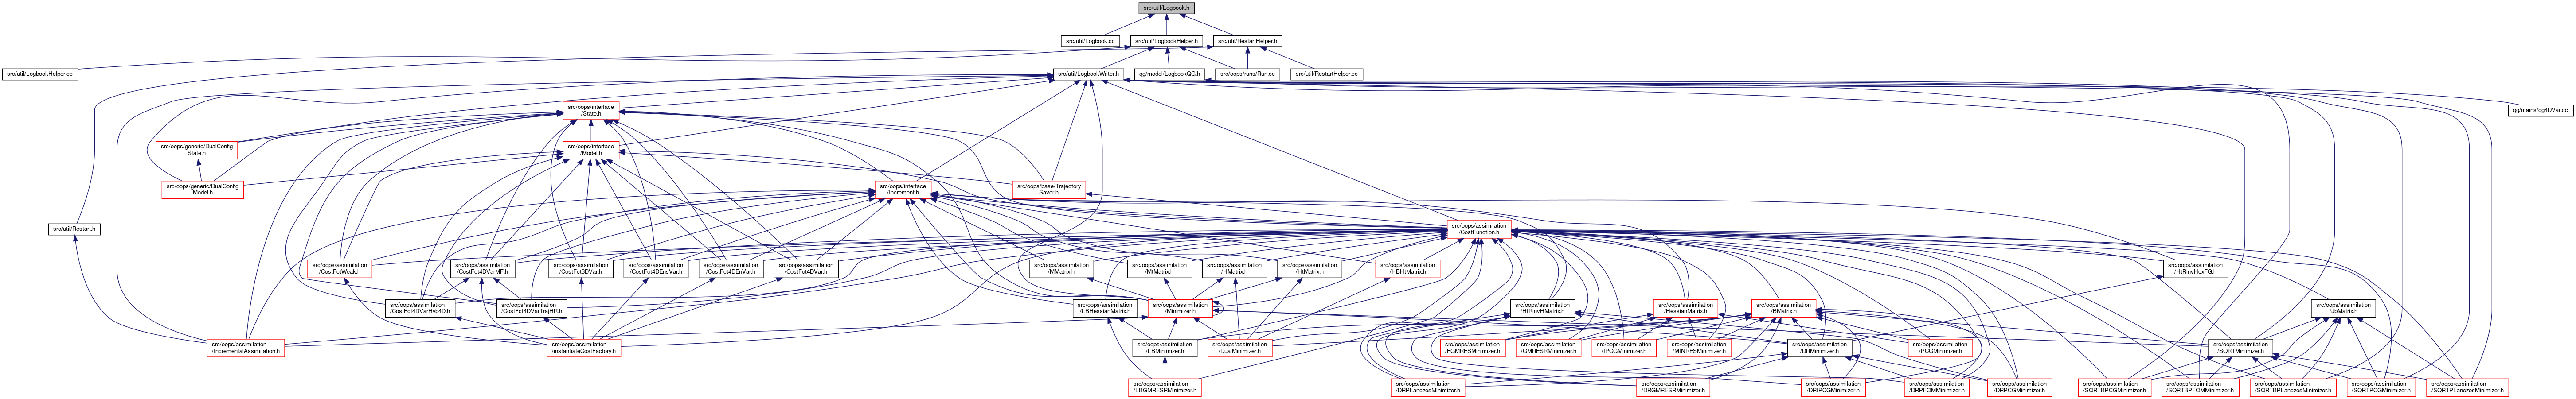 src/util/Logbook.h
src/util/Logbook.cc
src/util/LogbookHelper.h
src/util/RestartHelper.h
src/util/LogbookHelper.cc
src/util/LogbookWriter.h
qg/model/LogbookQG.h
src/oops/runs/Run.cc
src/util/RestartHelper.cc
src/oops/interface
/State.h
qg/mains/qg4DVar.cc
src/oops/generic/DualConfig
State.h
src/oops/interface
/Model.h
src/oops/generic/DualConfig
Model.h
src/oops/interface
/Increment.h
src/oops/base/Trajectory
Saver.h
src/util/Restart.h
src/oops/assimilation
/CostFunction.h
src/oops/assimilation
/CostFctWeak.h
src/oops/assimilation
/CostFct4DVarMF.h
src/oops/assimilation
/CostFct3DVar.h
src/oops/assimilation
/CostFct4DEnsVar.h
src/oops/assimilation
/CostFct4DEnVar.h
src/oops/assimilation
/CostFct4DVar.h
src/oops/assimilation
/MMatrix.h
src/oops/assimilation
/MtMatrix.h
src/oops/assimilation
/HMatrix.h
src/oops/assimilation
/HtMatrix.h
src/oops/assimilation
/HBHtMatrix.h
src/oops/assimilation
/HtRinvHdxFG.h
src/oops/assimilation
/CostFct4DVarHyb4D.h
src/oops/assimilation
/CostFct4DVarTrajHR.h
src/oops/assimilation
/LBHessianMatrix.h
src/oops/assimilation
/Minimizer.h
src/oops/assimilation
/HtRinvHMatrix.h
src/oops/assimilation
/HessianMatrix.h
src/oops/assimilation
/BMatrix.h
src/oops/assimilation
/JbMatrix.h
src/oops/assimilation
/IncrementalAssimilation.h
src/oops/assimilation
/instantiateCostFactory.h
src/oops/assimilation
/LBMinimizer.h
src/oops/assimilation
/DualMinimizer.h
src/oops/assimilation
/FGMRESMinimizer.h
src/oops/assimilation
/GMRESRMinimizer.h
src/oops/assimilation
/IPCGMinimizer.h
src/oops/assimilation
/MINRESMinimizer.h
src/oops/assimilation
/DRMinimizer.h
src/oops/assimilation
/PCGMinimizer.h
src/oops/assimilation
/SQRTMinimizer.h
src/oops/assimilation
/LBGMRESRMinimizer.h
src/oops/assimilation
/DRPLanczosMinimizer.h
src/oops/assimilation
/DRGMRESRMinimizer.h
src/oops/assimilation
/DRIPCGMinimizer.h
src/oops/assimilation
/DRPFOMMinimizer.h
src/oops/assimilation
/DRPCGMinimizer.h
src/oops/assimilation
/SQRTBPCGMinimizer.h
src/oops/assimilation
/SQRTBPFOMMinimizer.h
src/oops/assimilation
/SQRTBPLanczosMinimizer.h
src/oops/assimilation
/SQRTPCGMinimizer.h
src/oops/assimilation
/SQRTPLanczosMinimizer.h